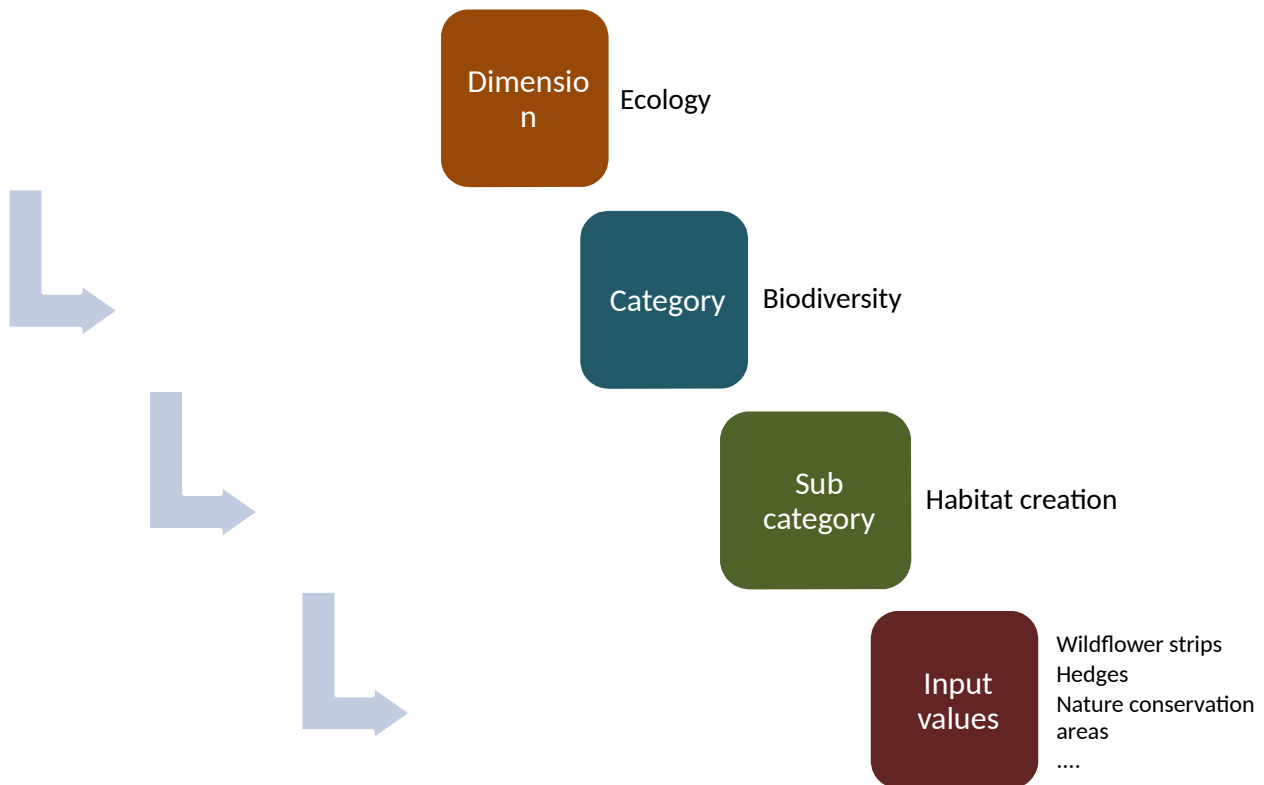 Dimensio
n
Ecology
Category
Biodiversity
Sub
category
Habitat creation
Input
values
Wildflower strips
Hedges
Nature conservation
areas
....